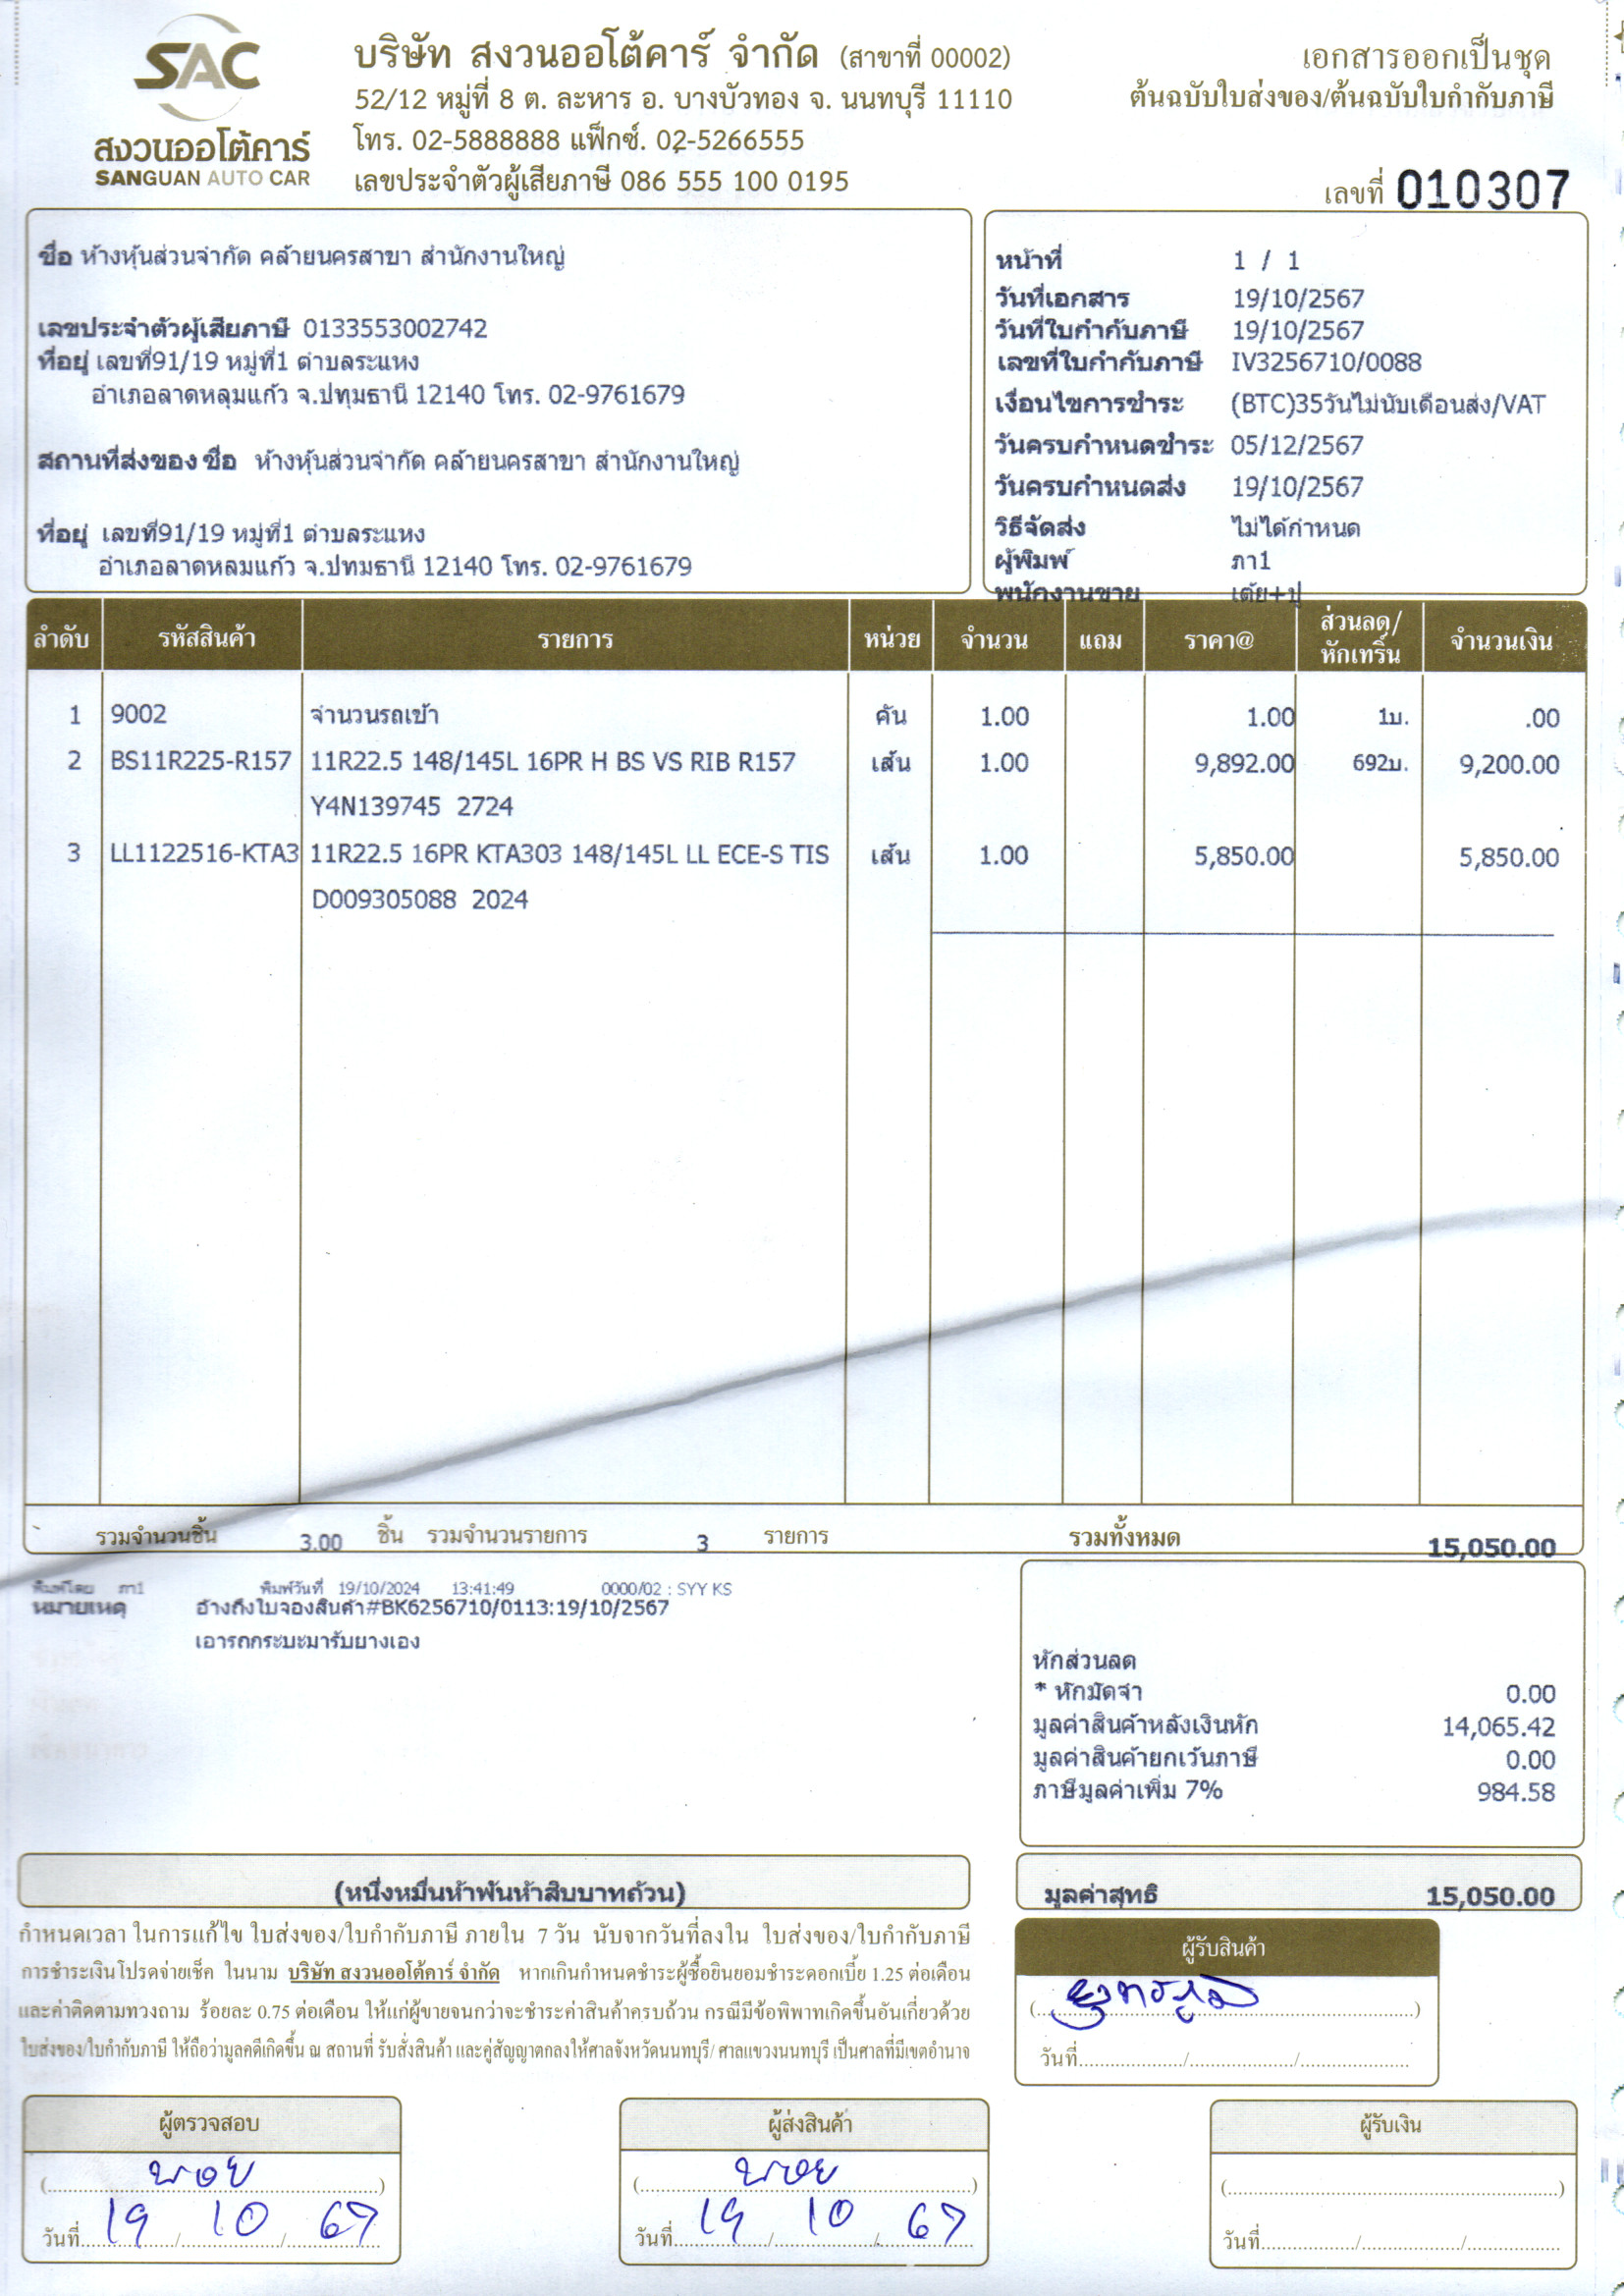 SAC
สงวนออโต้คาร์
SANGUAN AUTO CAR
บริษัท สงวนออโต้คาร์ จำกัด (สาขาที่ 00002)
52/12 หมู่ที่ 8 ต. ละหาร อ. บางบัวทอง จ. นนทบุรี 11110
โทร. 02-5888888 แฟ็กซ์. 02-5266555
เลขประจำตัวผู้เสียภาษี 086 555 100 0195
เอกสารออกเป็นชุด
ต้นฉบับใบส่งของ/ต้นฉบับใบกำกับภาษี
เลขที่ 010307
ชื่อ ห้างหุ้นส่วนจำกัด คล้ายนครสาขา สำนักงานใหญ่
เลขประจำตัวผู้เสียภาษี 0133553002742
ที่อยู่ เลขที่91/19 หมู่ที่1 ตำบลระแหง
อำเภอลาดหลุมแก้ว จ.ปทุมธานี 12140 โทร. 02-9761679
สถานที่ส่งของ ชื่อ ห้างหุ้นส่วนจำกัด คล้ายนครสาขา สำนักงานใหญ่
ที่อยู่ เลขที่91/19 หมู่ที่1 ตำบลระแหง
อำเภอลาดหลุมแก้ว จ.ปทุมธานี 12140 โทร. 02-9761679
หน้าที่ 1 / 1
วันที่เอกสาร 19/10/2567
วันที่ใบกำกับภาษี 19/10/2567
เลขที่ใบกำกับภาษี IV3256710/0088
เงื่อนไขการชำระ (BTC)35วันไม่นับเดือนส่ง/VAT
วันครบกำหนดชำระ 05/12/2567
วันครบกำหนดส่ง 19/10/2567
วิธีจัดส่ง ไม่ได้กำหนด
ผู้พิมพ์ ภา1
พนักงานขาย เต้ย+ปู
ลำดับ รหัสสินค้า รายการ หน่วย จำนวน แถม ราคา@ ส่วนลด/หักเทริ์น จำนวนเงิน
1 9002 จำนวนรถเข้า คัน 1.00 1.00 1บ. .00
2 BS11R225-R157 11R22.5 148/145L 16PR H BS VS RIB R157 เส้น 1.00 9,892.00 692บ. 9,200.00
Y4N139745 2724
3 LL1122516-KTA3 11R22.5 16PR KTA303 148/145L LL ECE-S TIS เส้น 1.00 5,850.00 5,850.00
D009305088 2024
รวมจำนวนชิ้น 3.00 ชิ้น รวมจำนวนรายการ 3 รายการ รวมทั้งหมด 15,050.00
พิมพ์โดย ภา1 พิมพ์วันที่ 19/10/2024 13:41:49 0000/02 : SYY KS
หมายเหตุ อ้างถึงใบจองสินค้า#BK6256710/0113:19/10/2567
เอารถกระบะมารับยางเอง
หักส่วนลด
* หักมัดจำ 0.00
มูลค่าสินค้าหลังเงินหัก 14,065.42
มูลค่าสินค้ายกเว้นภาษี 0.00
ภาษีมูลค่าเพิ่ม 7% 984.58
(หนึ่งหมื่นห้าพันห้าสิบบาทถ้วน)
มูลค่าสุทธิ 15,050.00
กำหนดเวลา ในการแก้ไข ใบส่งของ/ใบกำกับภาษี ภายใน 7 วัน นับจากวันที่ลงใน ใบส่งของ/ใบกำกับภาษี
การชำระเงินโปรดจ่ายเช็ค ในนาม บริษัท สงวนออโต้คาร์ จำกัด หากเกินกำหนดชำระผู้ซื้อยินยอมชำระดอกเบี้ย 1.25 ต่อเดือน
และค่าติดตามทวงถาม ร้อยละ 0.75 ต่อเดือน ให้แก่ผู้ขายจนกว่าจะชำระค่าสินค้าครบถ้วน กรณีมีข้อพิพาทเกิดขึ้นอันเกี่ยวด้วย
ใบส่งของ/ใบกำกับภาษี ให้ถือว่ามูลคดีเกิดขึ้น ณ สถานที่ รับสั่งสินค้า และคู่สัญญาตกลงให้ศาลจังหวัดนนทบุรี/ ศาลแขวงนนทบุรี เป็นศาลที่มีเขตอำนาจ
ผู้รับสินค้า
วันที่
ผู้ตรวจสอบ
พลอย
วันที่ 19 / 10 / 67
ผู้ส่งสินค้า
พลอย
วันที่ 19 / 10 / 67
ผู้รับเงิน
วันที่